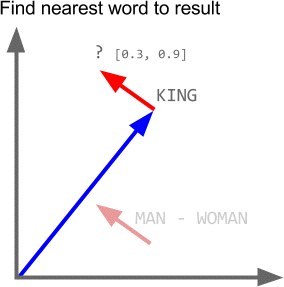 Find nearest word to result
? [0.3, 0.9]
KING
MAN - WOMAN